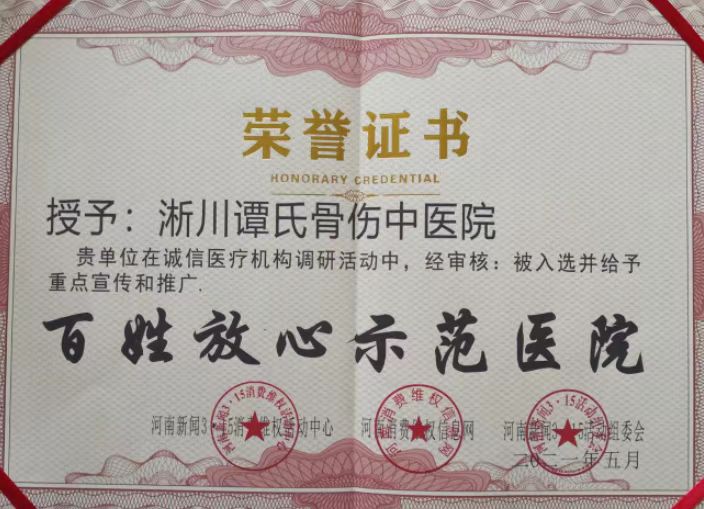 荣誉证书
HONORARY CREDENTIAL
授予：淅川谭氏骨伤中医院
贵单位在诚信医疗机构调研活动中，经审核：被入选并给予
重点宣传和推广.
百姓放心示范医院
河南新闻3·15消费维权活动中心 河南消费维权信息网 河南新闻3·15活动组委会
二〇二一年五月